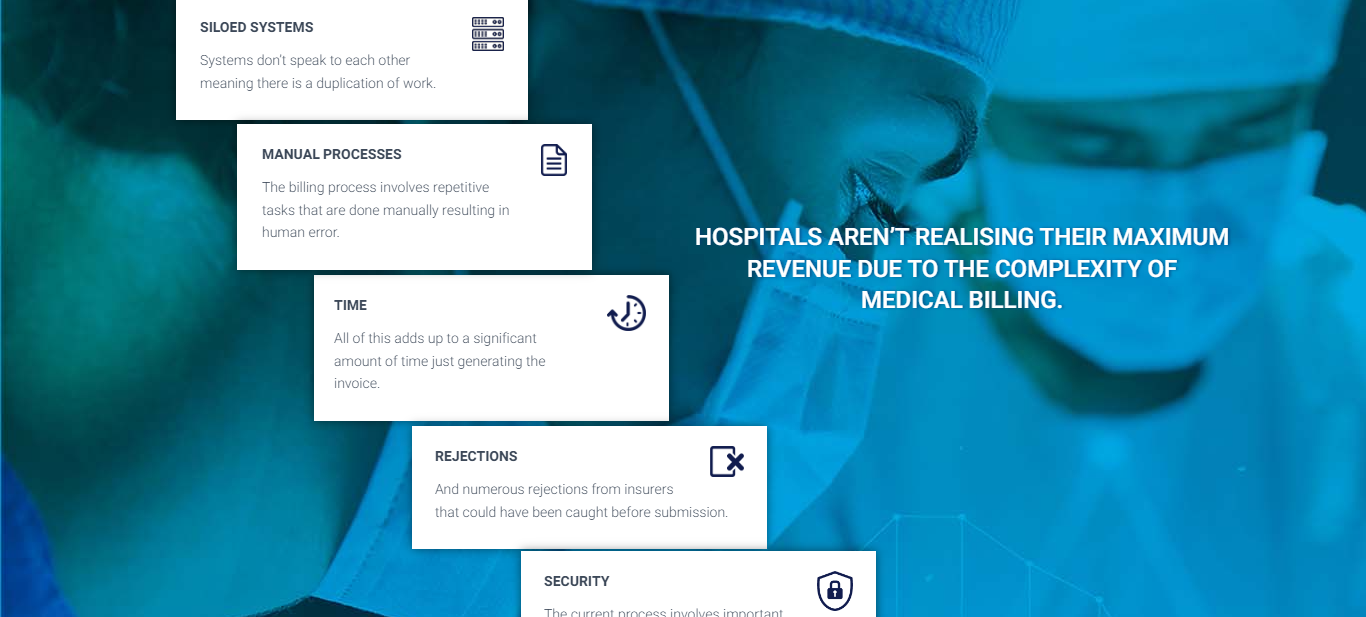 SILOED SYSTEMS
Systems don't speak to each other
meaning there is a duplication of work.
MANUAL PROCESSES
The billing process involves repetitive
tasks that are done manually resulting in
human error.
TIME
All of this adds up to a significant
amount of time just generating the
invoice.
REJECTIONS
And numerous rejections from insurers
that could have been caught before submission.
SECURITY
The current process involves important
HOSPITALS AREN'T REALISING THEIR MAXIMUM
REVENUE DUE TO THE COMPLEXITY OF
MEDICAL BILLING.